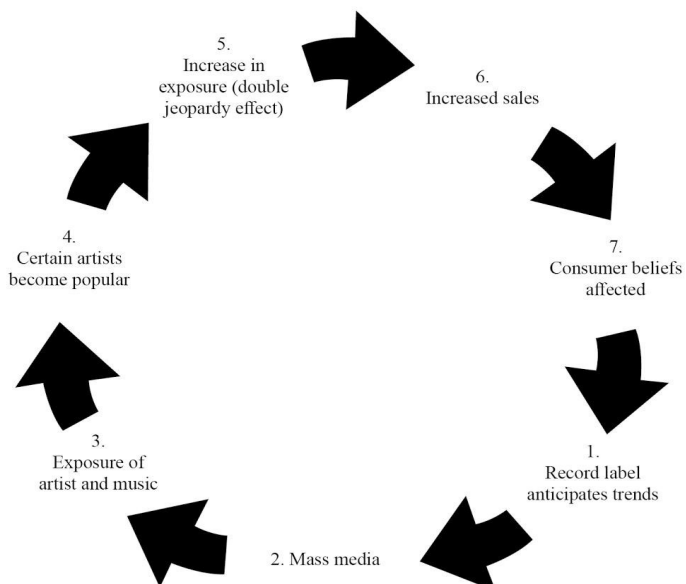 5.
Increase in
exposure (double
jeopardy effect)
6.
Increased sales
4.
Certain artists
become popular
7.
Consumer beliefs
affected
3.
Exposure of
artist and music
1.
Record label
anticipates trends
2. Mass media